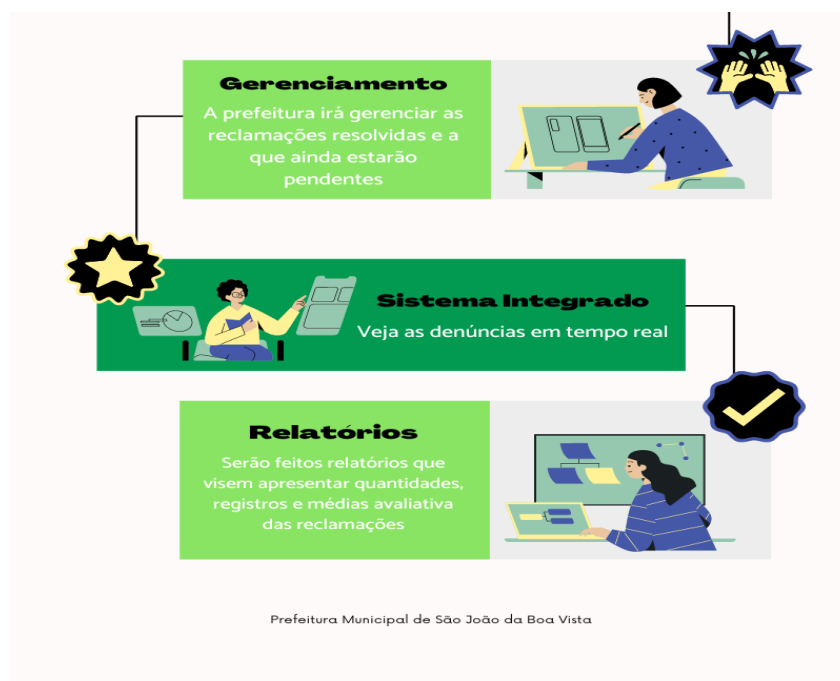 Gerenciamento
A prefeitura irá gerenciar as
reclamações resolvidas e a
que ainda estarão
pendentes
Sistema Integrado
Veja as denúncias em tempo real
Relatórios
Serão feitos relatórios que
visem apresentar quantidades,
registros e médias avaliativa
das reclamações
Prefeitura Municipal de São João da Boa Vista